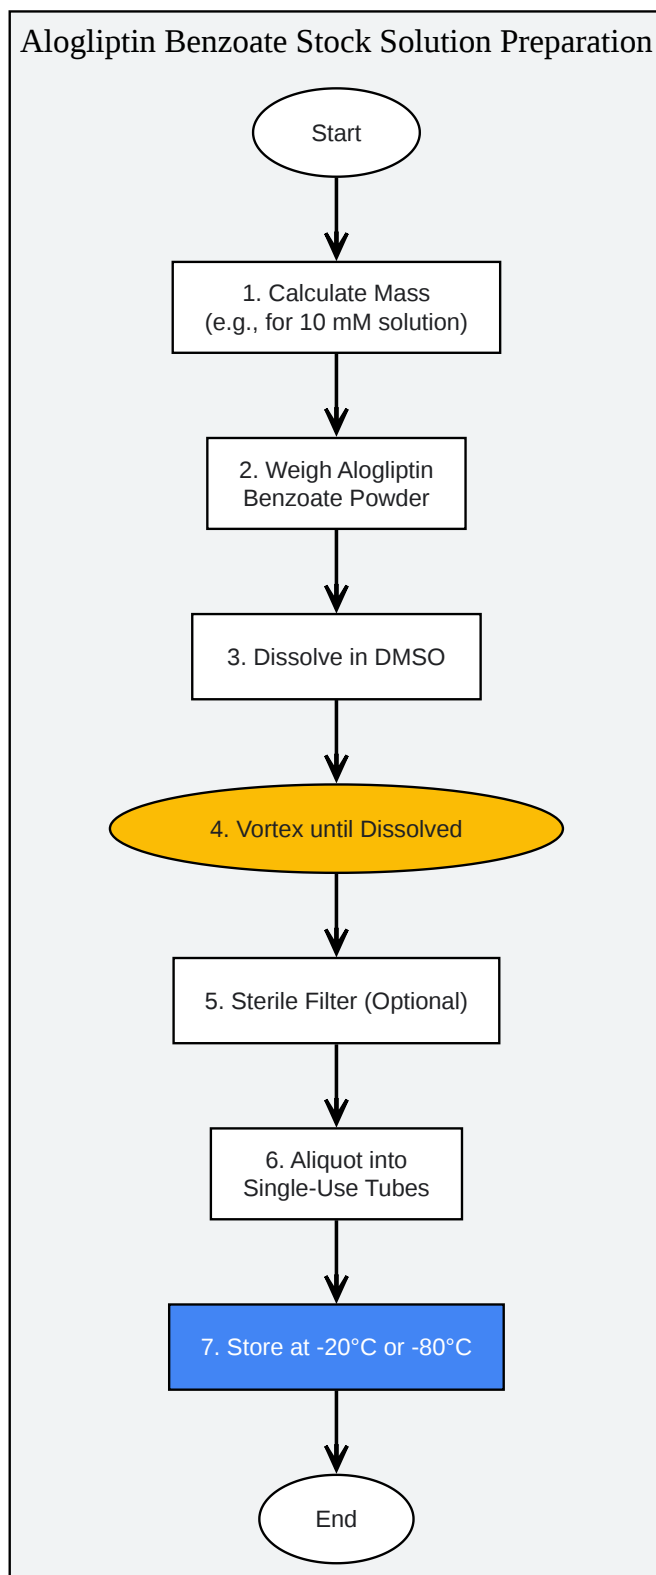 Alogliptin Benzoate Stock Solution Preparation
Start
1. Calculate Mass
(e.g., for 10 mM solution)
2. Weigh Alogliptin
Benzoate Powder
3. Dissolve in DMSO
4. Vortex until Dissolved
5. Sterile Filter (Optional)
6. Aliquot into
Single-Use Tubes
7. Store at -20°C or -80°C
End